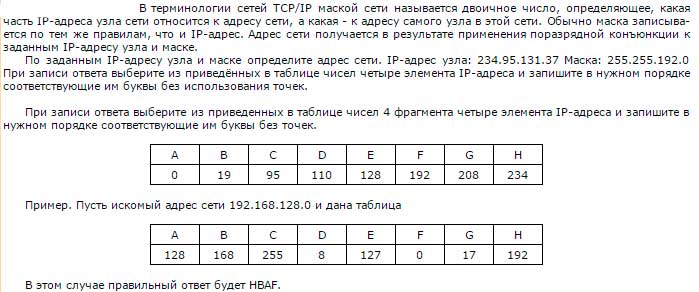 В терминологии сетей TCP/IP маской сети называется двоичное число, определяющее, какая
часть IP-адреса узла сети относится к адресу сети, а какая - к адресу самого узла в этой сети. Обычно маска записыва-
ется по тем же правилам, что и IP-адрес. Адрес сети получается в результате применения поразрядной конъюнкции к
заданным IP-адресу узла и маске.
По заданным IP-адресу узла и маске определите адрес сети. IP-адрес узла: 234.95.131.37 Маска: 255.255.192.0
При записи ответа выберите из приведённых в таблице чисел четыре элемента IP-адреса и запишите в нужном порядке
соответствующие им буквы без использования точек.
При записи ответа выберите из приведенных в таблице чисел 4 фрагмента четыре элемента IP-адреса и запишите в
нужном порядке соответствующие им буквы без точек.
A B C D E F G H
0 19 95 110 128 192 208 234
Пример. Пусть искомый адрес сети 192.168.128.0 и дана таблица
A B C D E F G H
128 168 255 8 127 0 17 192
В этом случае правильный ответ будет HBAF.